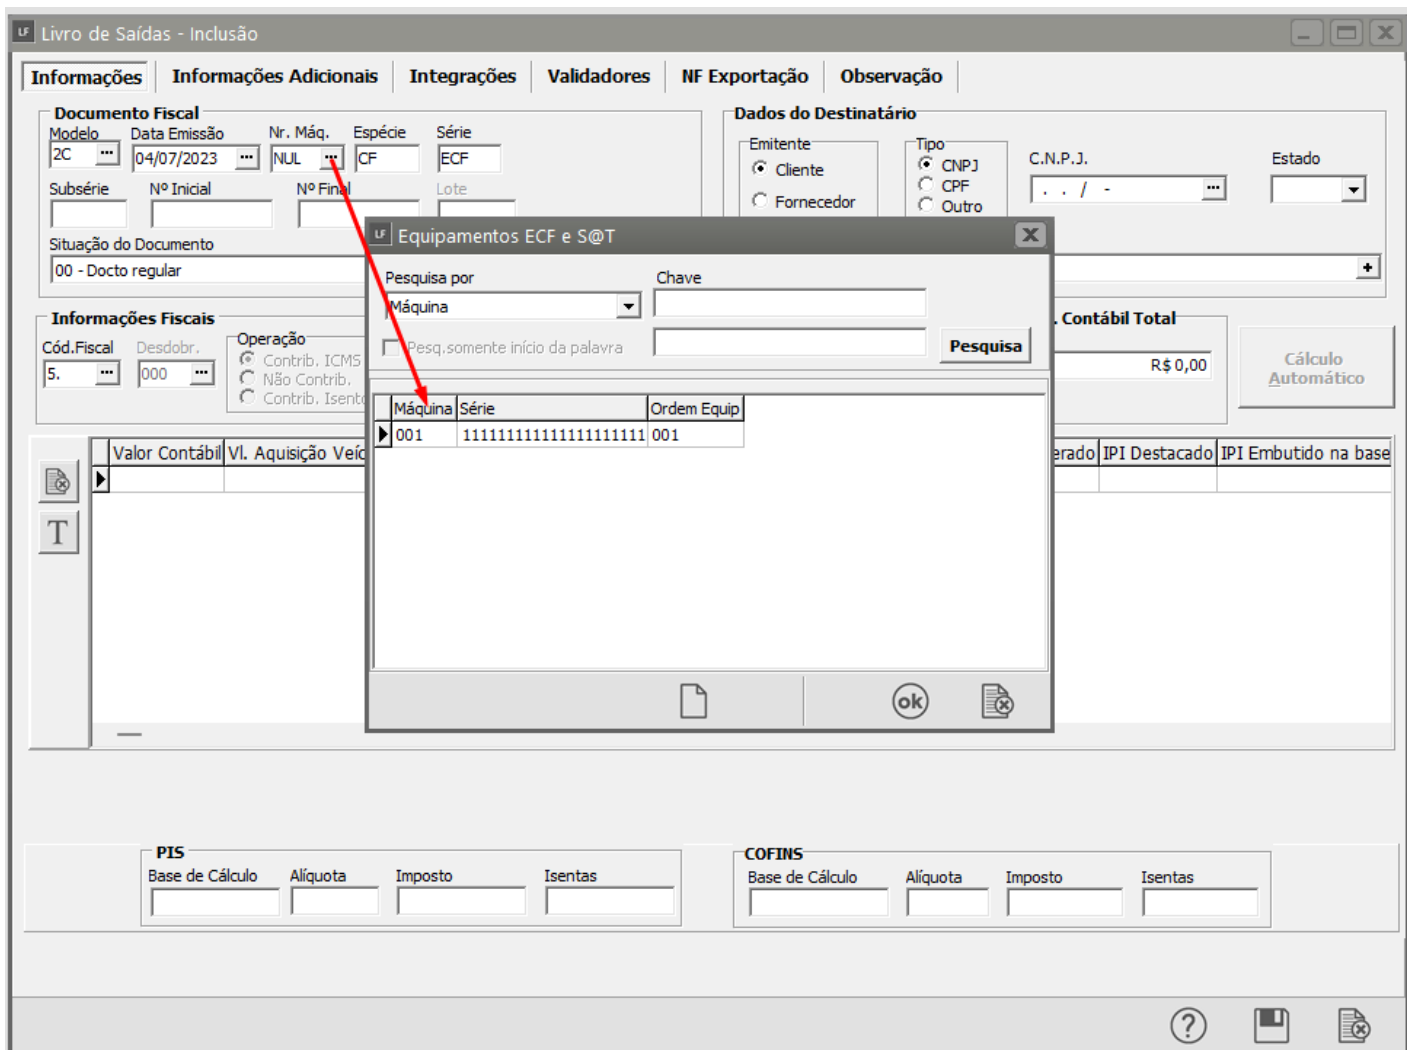 LF Livro de Saídas - Inclusão
Informações Informações Adicionais Integrações Validadores NF Exportação Observação
Documento Fiscal
Modelo Data Emissão Nr. Máq. Espécie Série
2C ... 04/07/2023 ... NUL ... CF ECF
Subsérie Nº Inicial Nº Final Lote
Situação do Documento
00 - Docto regular
Dados do Destinatário
Emitente
Cliente
Fornecedor
Tipo
CNPJ
CPF
Outro
C.N.P.J. Estado
. . / - ...
+
Informações Fiscais
Cód.Fiscal Desdobr.
5. ... 000 ...
Operação
Contrib. ICMS
Não Contrib.
Contrib. Isento
. Contábil Total
R$ 0,00
Cálculo
Automático
Valor Contábil Vl. Aquisição Veíc
erado IPI Destacado IPI Embutido na base
T
LF Equipamentos ECF e S@T
Pesquisa por Chave
Máquina
Pesq.somente início da palavra
Pesquisa
Máquina Série Ordem Equip
001 111111111111111111111 001
ok
PIS
Base de Cálculo Alíquota Imposto Isentas
COFINS
Base de Cálculo Alíquota Imposto Isentas
?